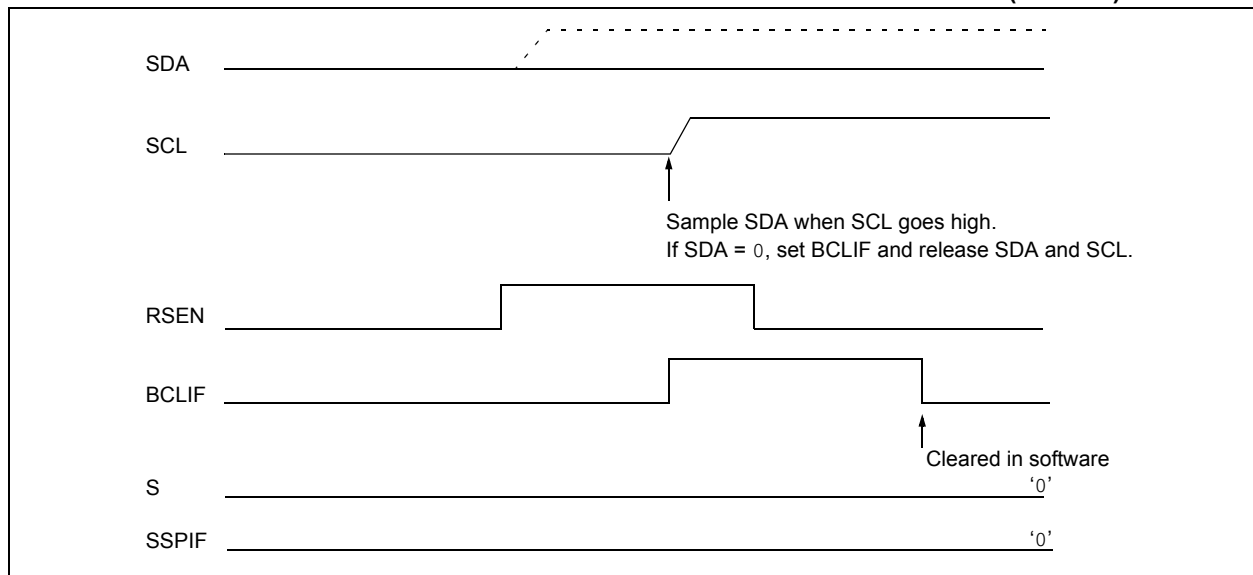 SDA
SCL
Sample SDA when SCL goes high.
If SDA = 0, set BCLIF and release SDA and SCL.
RSEN
BCLIF
Cleared in software
S
‘0’
SSPIF
‘0’